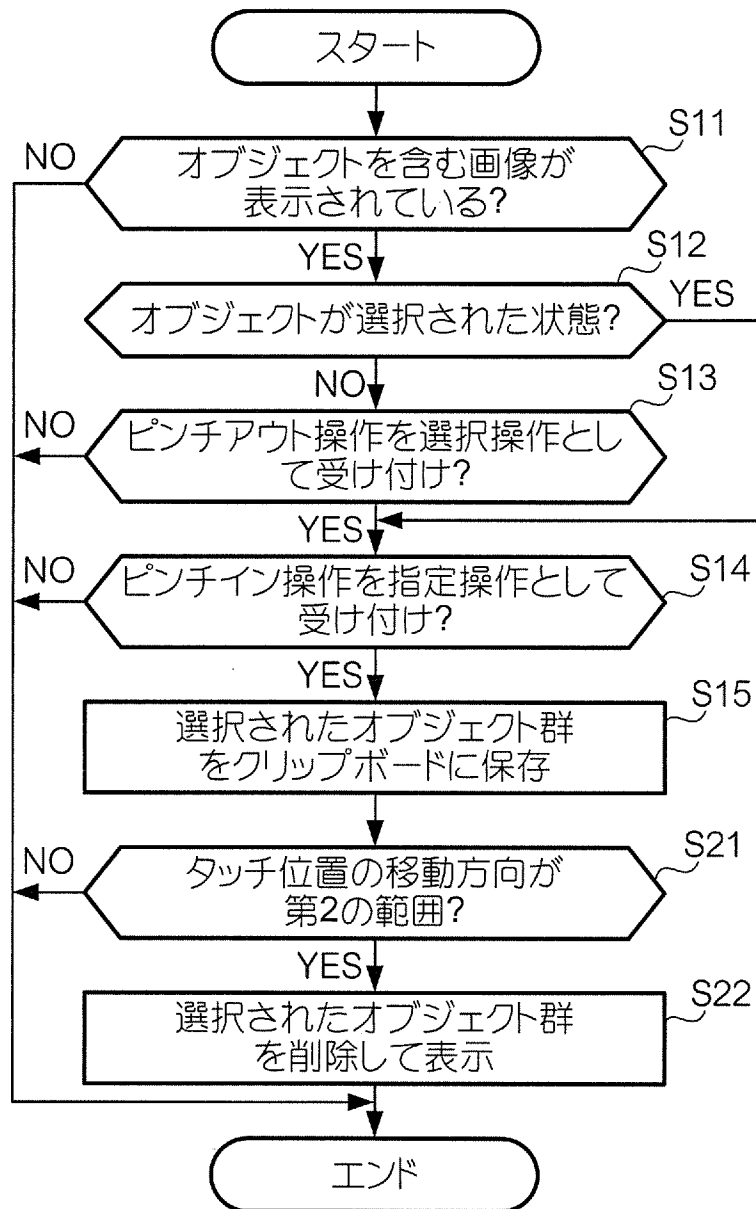 スタート
S11
NO
オブジェクトを含む画像が
表示されている?
YES
S12
YES
オブジェクトが選択された状態?
NO
S13
NO
ピンチアウト操作を選択操作とし
て受け付け?
YES
NO
S14
ピンチイン操作を指定操作として
受け付け?
YES
S15
選択されたオブジェクト群
をクリップボードに保存
S21
NO
タッチ位置の移動方向が
第2の範囲?
YES
S22
選択されたオブジェクト群
を削除して表示
エンド